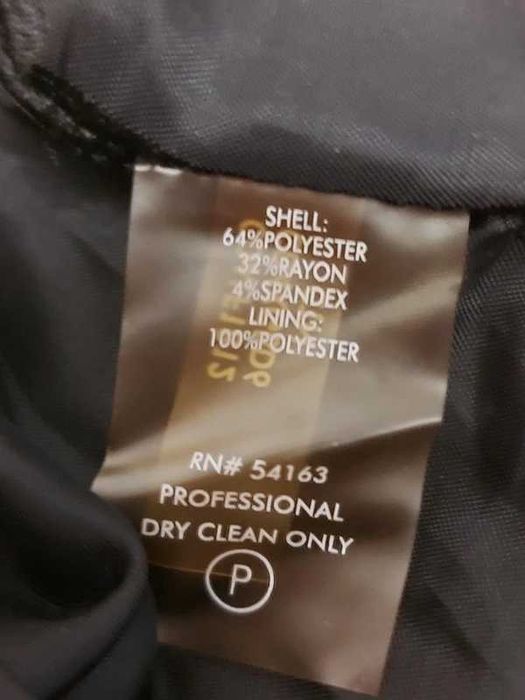 SHELL:
64%POLYESTER
32%RAYON
4%SPANDEX
LINING:
100%POLYESTER
RN# 54163
PROFESSIONAL
DRY CLEAN ONLY
P